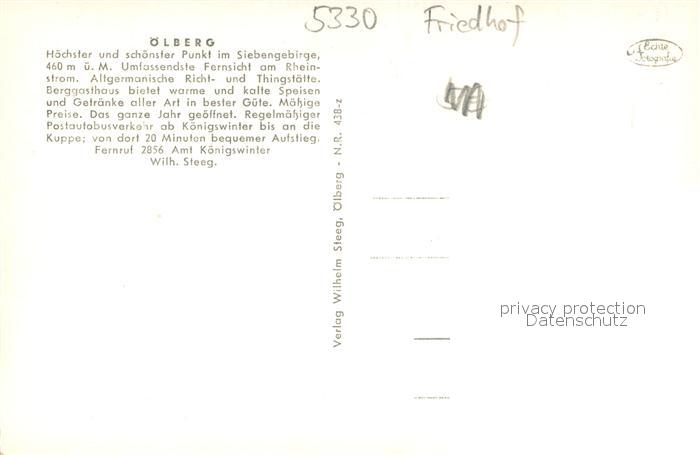 5330 Friedhof
Echte
Fotografie
ÖLBERG
Höchster und schönster Punkt im Siebengebirge,
460 m ü. M. Umfassendste Fernsicht am Rhein-
strom. Altgermanische Richt- und Thingstätte.
Berggasthaus bietet warme und kalte Speisen
und Getränke aller Art in bester Güte. Mäßige
Preise. Das ganze Jahr geöffnet. Regelmäßiger
Postautobusverkehr ab Königswinter bis an die
Kuppe; von dort 20 Minuten bequemer Aufstieg.
Fernruf 2856 Amt Königswinter
Wilh. Steeg.
Verlag Wilhelm Steeg, Ölberg - N.R. 438-z
privacy protection
Datenschutz